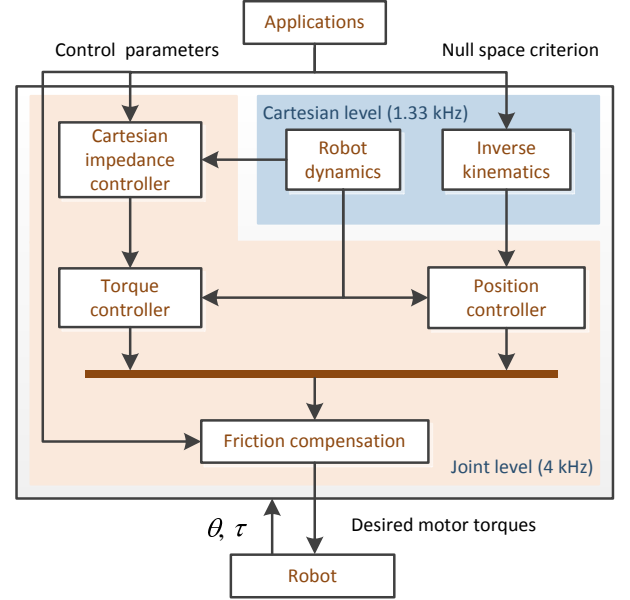 Applications
Control parameters
Null space criterion
Cartesian level (1.33 kHz)
Cartesian
impedance
controller
Robot
dynamics
Inverse
kinematics
Torque
controller
Position
controller
Friction compensation
Joint level (4 kHz)
θ, τ
Desired motor torques
Robot